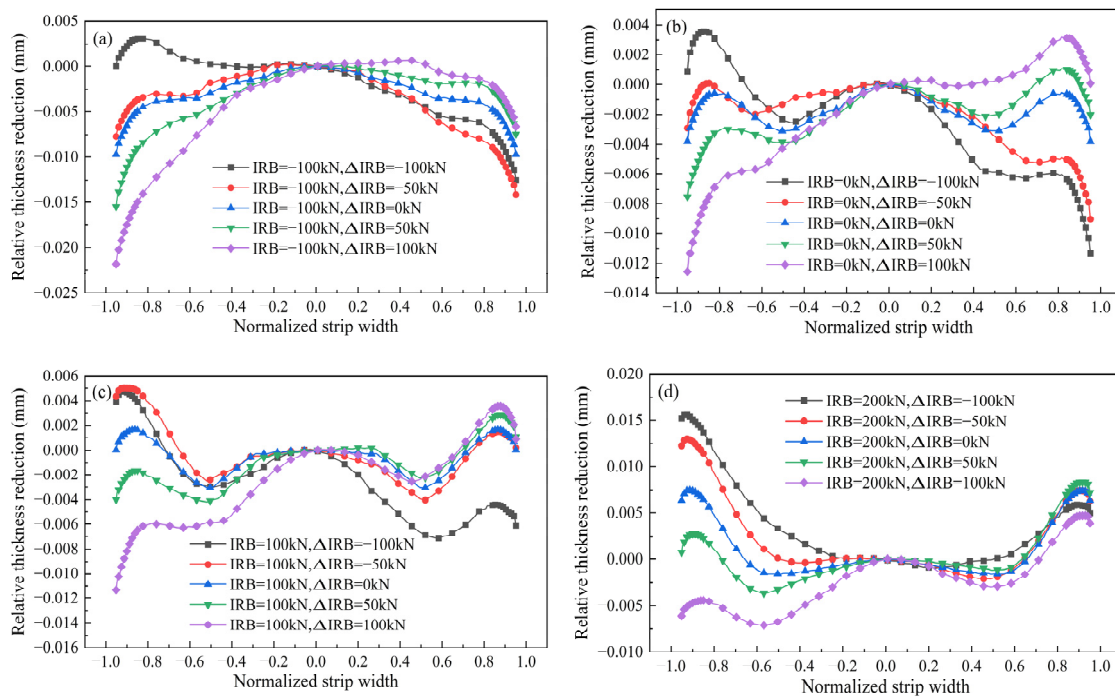 (a)
Relative thickness reduction (mm)
0.005
0.000
−0.005
−0.010
−0.015
−0.020
−0.025
IRB=−100kN,ΔIRB=−100kN
IRB=−100kN,ΔIRB=−50kN
IRB=−100kN,ΔIRB=0kN
IRB=−100kN,ΔIRB=50kN
IRB=−100kN,ΔIRB=100kN
−1.0 −0.8 −0.6 −0.4 −0.2 0.0 0.2 0.4 0.6 0.8 1.0
Normalized strip width
(b)
Relative thickness reduction (mm)
0.004
0.002
0.000
−0.002
−0.004
−0.006
−0.008
−0.010
−0.012
−0.014
IRB=0kN,ΔIRB=−100kN
IRB=0kN,ΔIRB=−50kN
IRB=0kN,ΔIRB=0kN
IRB=0kN,ΔIRB=50kN
IRB=0kN,ΔIRB=100kN
−1.0 −0.8 −0.6 −0.4 −0.2 0.0 0.2 0.4 0.6 0.8 1.0
Normalized strip width
(c)
Relative thickness reduction (mm)
0.006
0.004
0.002
0.000
−0.002
−0.004
−0.006
−0.008
−0.010
−0.012
−0.014
−0.016
IRB=100kN,ΔIRB=−100kN
IRB=100kN,ΔIRB=−50kN
IRB=100kN,ΔIRB=0kN
IRB=100kN,ΔIRB=50kN
IRB=100kN,ΔIRB=100kN
−1.0 −0.8 −0.6 −0.4 −0.2 0.0 0.2 0.4 0.6 0.8 1.0
Normalized strip width
(d)
Relative thickness reduction (mm)
0.020
0.015
0.010
0.005
0.000
−0.005
−0.010
IRB=200kN,ΔIRB=−100kN
IRB=200kN,ΔIRB=−50kN
IRB=200kN,ΔIRB=0kN
IRB=200kN,ΔIRB=50kN
IRB=200kN,ΔIRB=100kN
−1.0 −0.8 −0.6 −0.4 −0.2 0.0 0.2 0.4 0.6 0.8 1.0
Normalized strip width